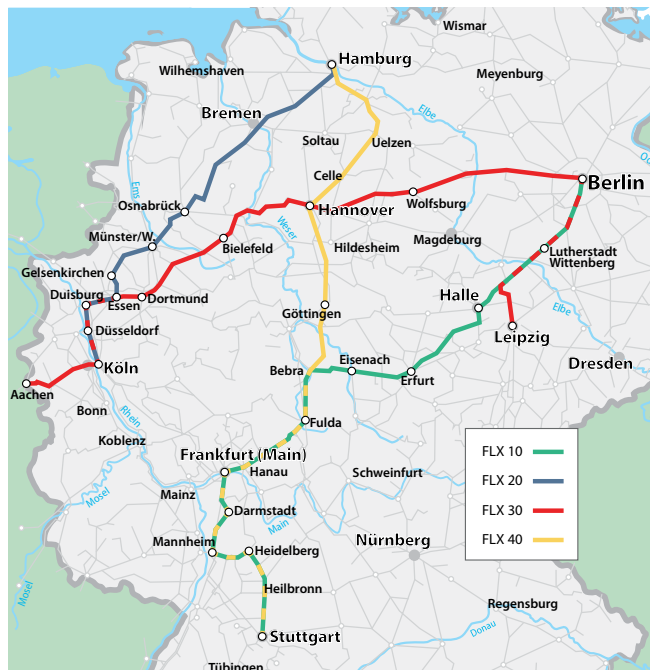 Wismar
Hamburg
Wilhemshaven
Meyenburg
Bremen
Elbe
Soltau
Uelzen
Ems
Celle
Berlin
Osnabrück
Hannover
Wolfsburg
Weser
Münster/W.
Magdeburg
Bielefeld
Hildesheim
Lutherstadt
Wittenberg
Gelsenkirchen
Duisburg
Essen
Dortmund
Halle
Göttingen
Elbe
Düsseldorf
Leipzig
Köln
Bebra
Eisenach
Dresden
Erfurt
Aachen
Bonn
Rhein
Fulda
Koblenz
Frankfurt (Main)
FLX 10
Hanau
Schweinfurt
FLX 20
Mosel
Mainz
FLX 30
Darmstadt
Main
FLX 40
Mannheim
Heidelberg
Nürnberg
Heilbronn
Mosel
Regensburg
Donau
Stuttgart
Tübingen